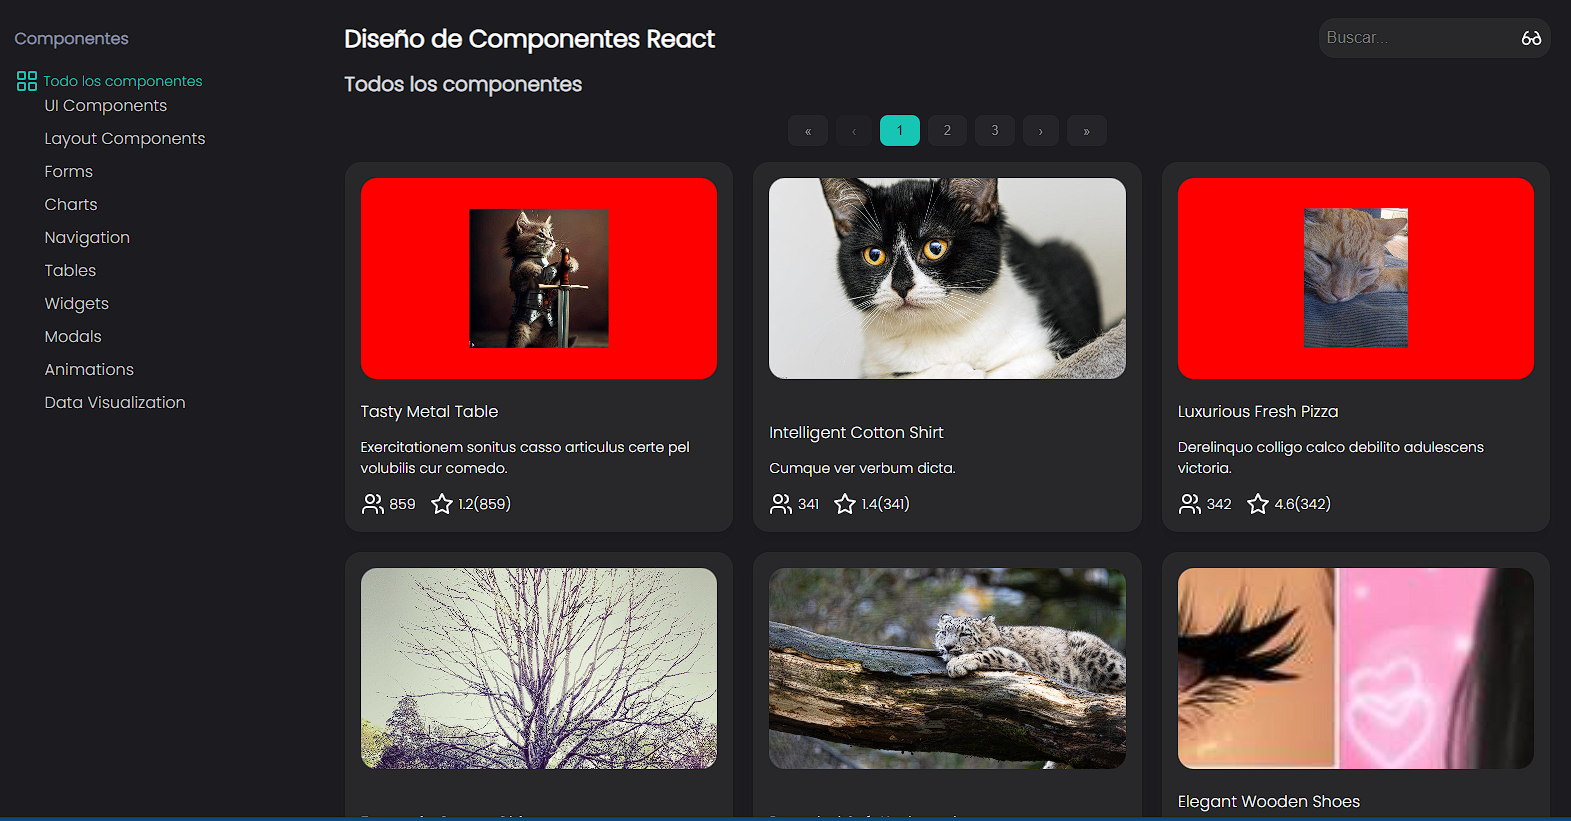 Componentes
Todo los componentes
UI Components
Layout Components
Forms
Charts
Navigation
Tables
Widgets
Modals
Animations
Data Visualization
Diseño de Componentes React
Buscar...
Todos los componentes
« ‹ 1 2 3 › »
Tasty Metal Table
Exercitationem sonitus casso articulus certe pel
volubilis cur comedo.
859 1.2(859)
Intelligent Cotton Shirt
Cumque ver verbum dicta.
341 1.4(341)
Luxurious Fresh Pizza
Derelinquo colligo calco debilito adulescens
victoria.
342 4.6(342)
Elegant Wooden Shoes